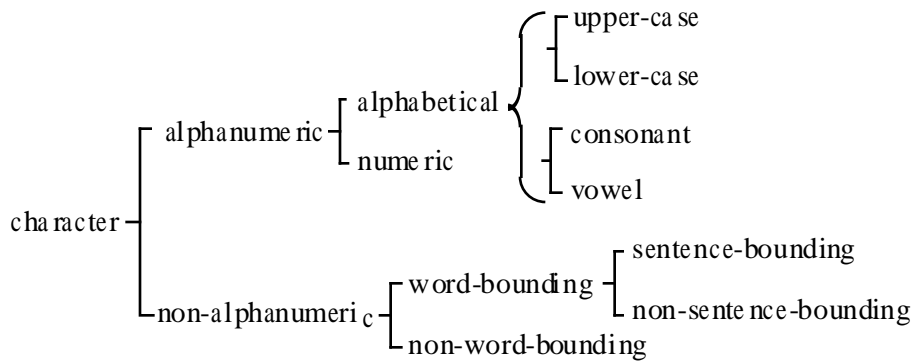 upper-case
lower-case
alphabetical
alphanumeric
consonant
numeric
vowel
character
sentence-bounding
word-bounding
non-alphanumeric
non-sentence-bounding
non-word-bounding